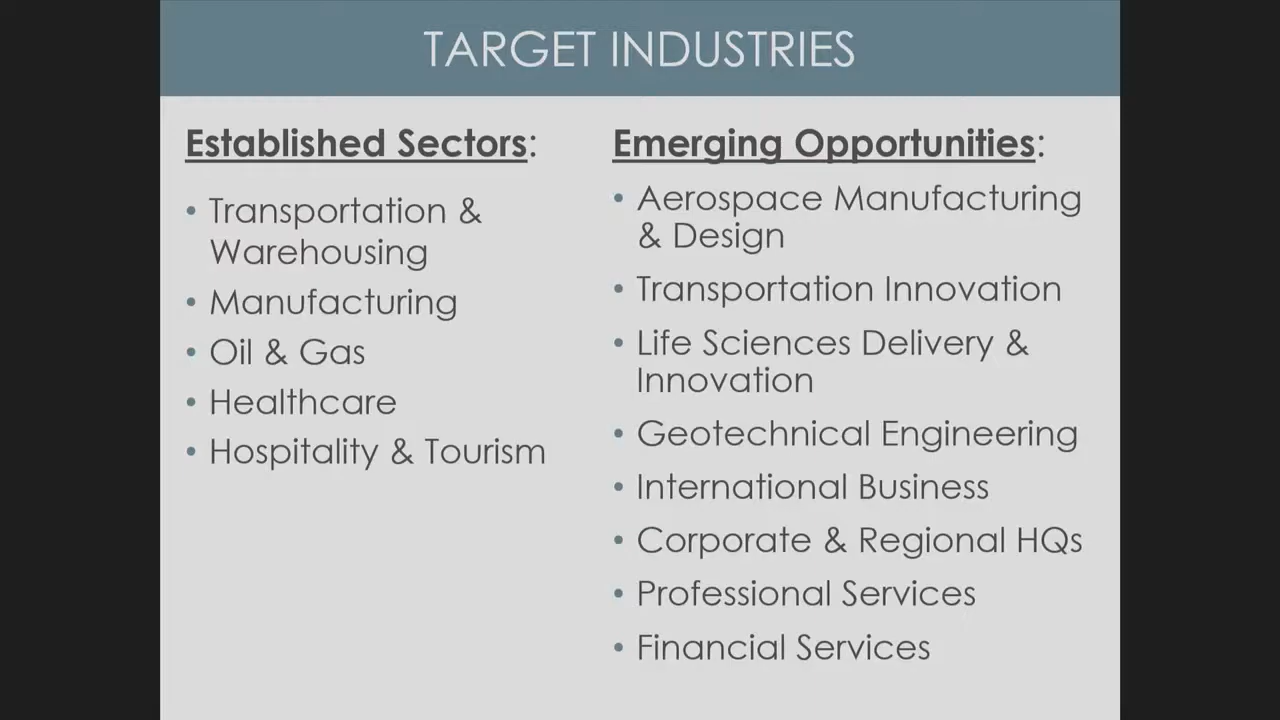 TARGET INDUSTRIES
Established Sectors:
• Transportation &
Warehousing
• Manufacturing
• Oil & Gas
• Healthcare
• Hospitality & Tourism
Emerging Opportunities:
• Aerospace Manufacturing
& Design
• Transportation Innovation
• Life Sciences Delivery &
Innovation
• Geotechnical Engineering
• International Business
• Corporate & Regional HQs
• Professional Services
• Financial Services